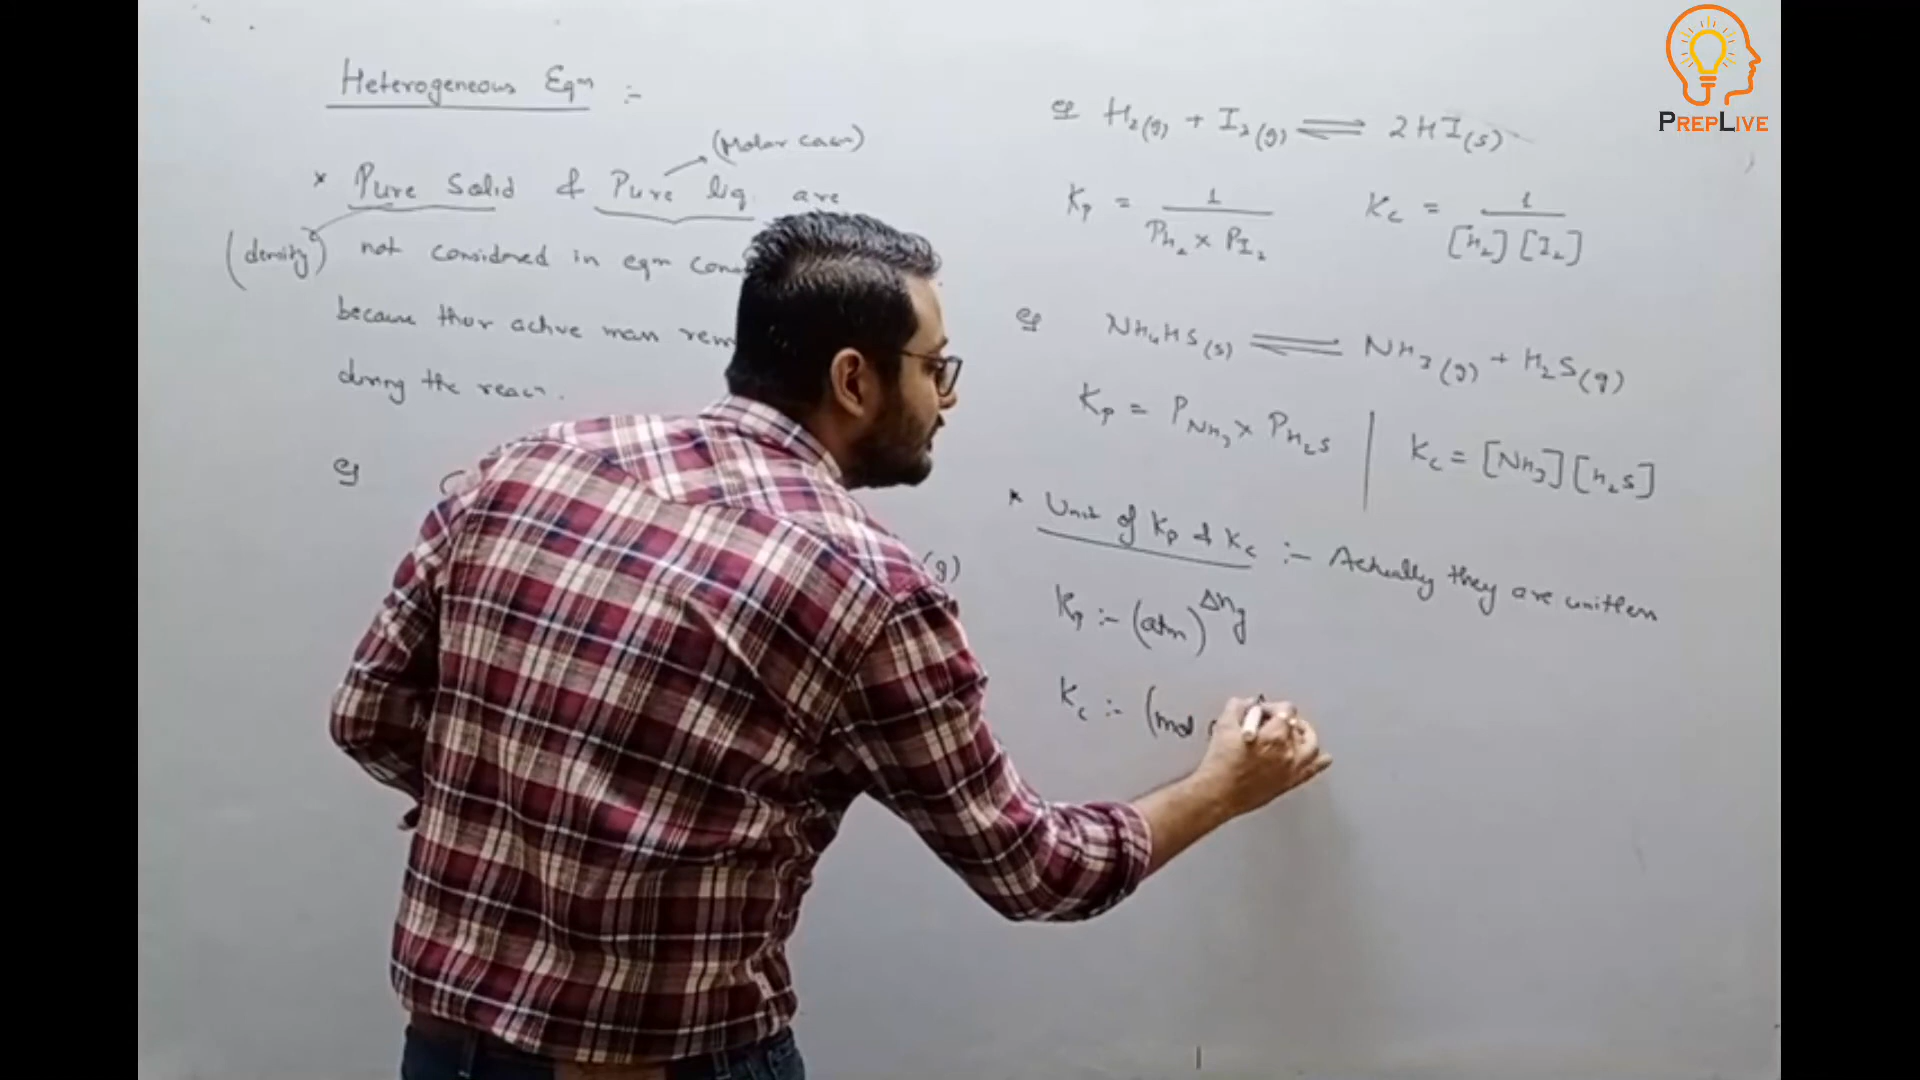 Heterogeneous Eqm :-
(Molar concn)
* Pure Solid & Pure liq. are
(density) not considered in eqm
because their active mass
during the reacn.
eg
(g)
eg H2(g) + I2(g) ⇌ 2HI(s)
Kp = 1 / PH2 × PI2 Kc = 1 / [H2] [I2]
eg NH4HS(s) ⇌ NH3(g) + H2S(g)
Kp = PNH3 × PH2S | Kc = [NH3] [H2S]
* Unit of Kp & Kc :- Actually they are unitless
Kp :- (atm)^Δng
Kc :- (mol
PREPLIVE